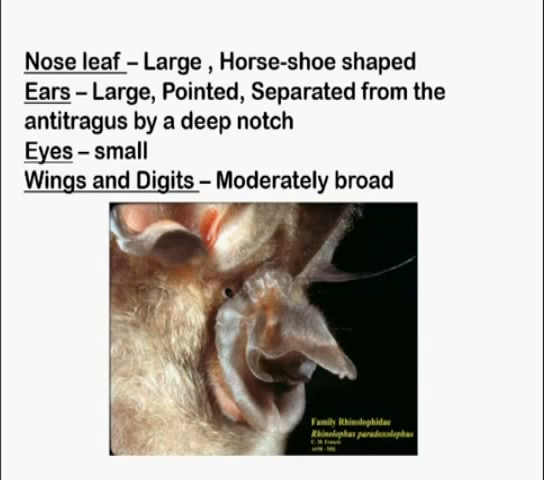 Nose leaf – Large , Horse-shoe shaped
Ears – Large, Pointed, Separated from the
antitragus by a deep notch
Eyes – small
Wings and Digits – Moderately broad
Family Rhinolophidae
Rhinolophus paradoxolophus
C. M. Francis